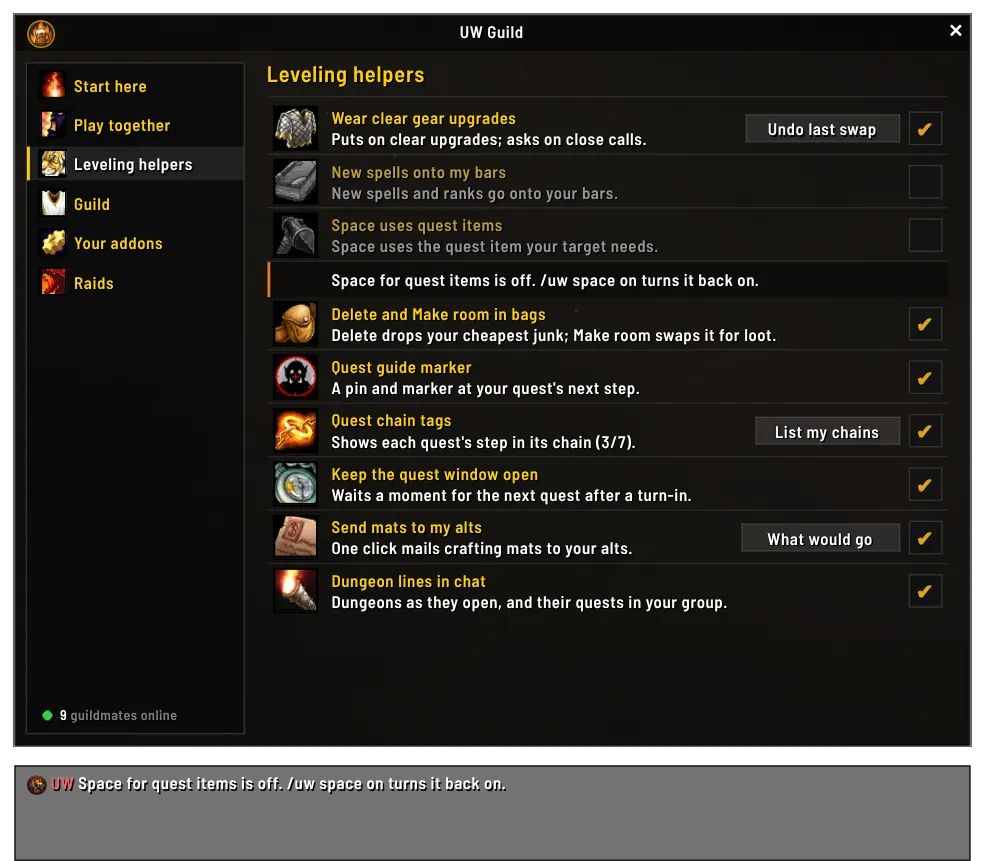 UW Guild
Start here
Play together
Leveling helpers
Guild
Your addons
Raids
9 guildmates online
Leveling helpers
Wear clear gear upgrades
Puts on clear upgrades; asks on close calls.
Undo last swap
New spells onto my bars
New spells and ranks go onto your bars.
Space uses quest items
Space uses the quest item your target needs.
Space for quest items is off. /uw space on turns it back on.
Delete and Make room in bags
Delete drops your cheapest junk; Make room swaps it for loot.
Quest guide marker
A pin and marker at your quest's next step.
Quest chain tags
Shows each quest's step in its chain (3/7).
List my chains
Keep the quest window open
Waits a moment for the next quest after a turn-in.
Send mats to my alts
One click mails crafting mats to your alts.
What would go
Dungeon lines in chat
Dungeons as they open, and their quests in your group.
UW Space for quest items is off. /uw space on turns it back on.